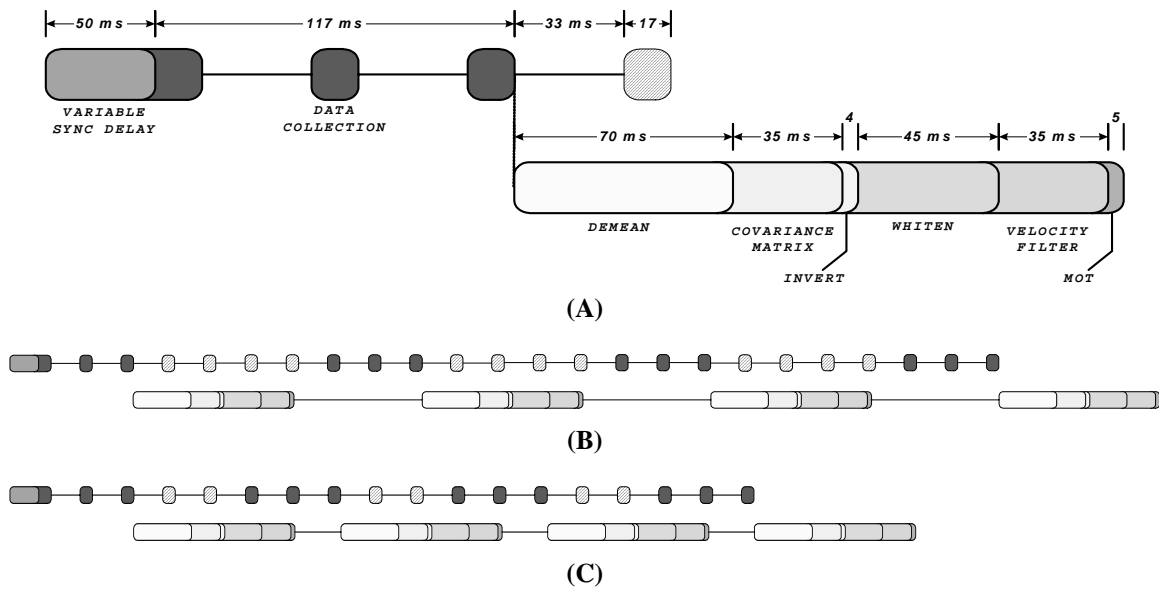 50 ms 117 ms 33 ms 17
VARIABLE
SYNC DELAY
DATA
COLLECTION
4 5
70 ms 35 ms 45 ms 35 ms
DEMEAN
COVARIANCE
MATRIX
WHITEN
VELOCITY
FILTER
INVERT
MOT
(A)
(B)
(C)